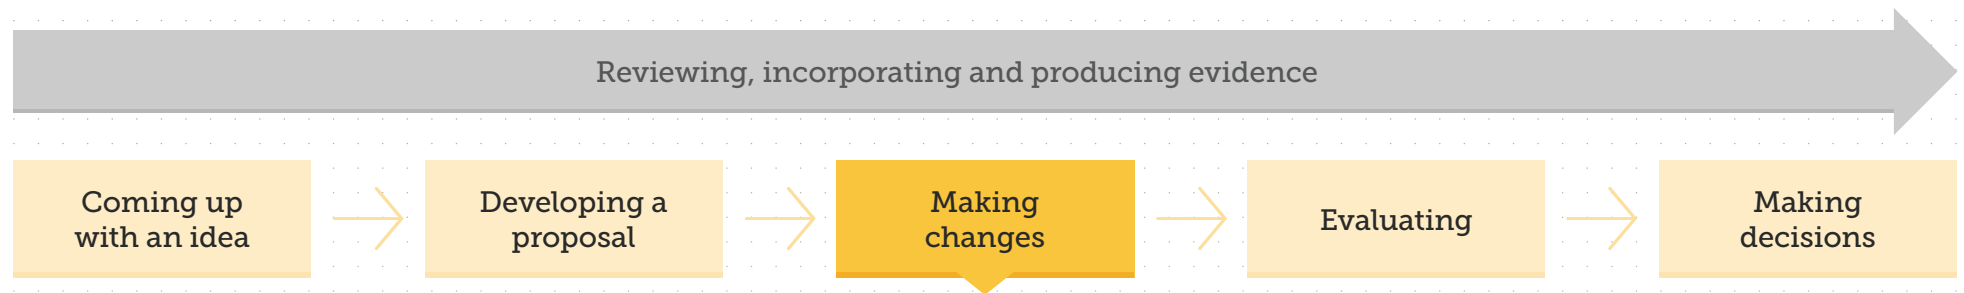 Reviewing, incorporating and producing evidence
Coming up
with an idea
Developing a
proposal
Making
changes
Evaluating
Making
decisions